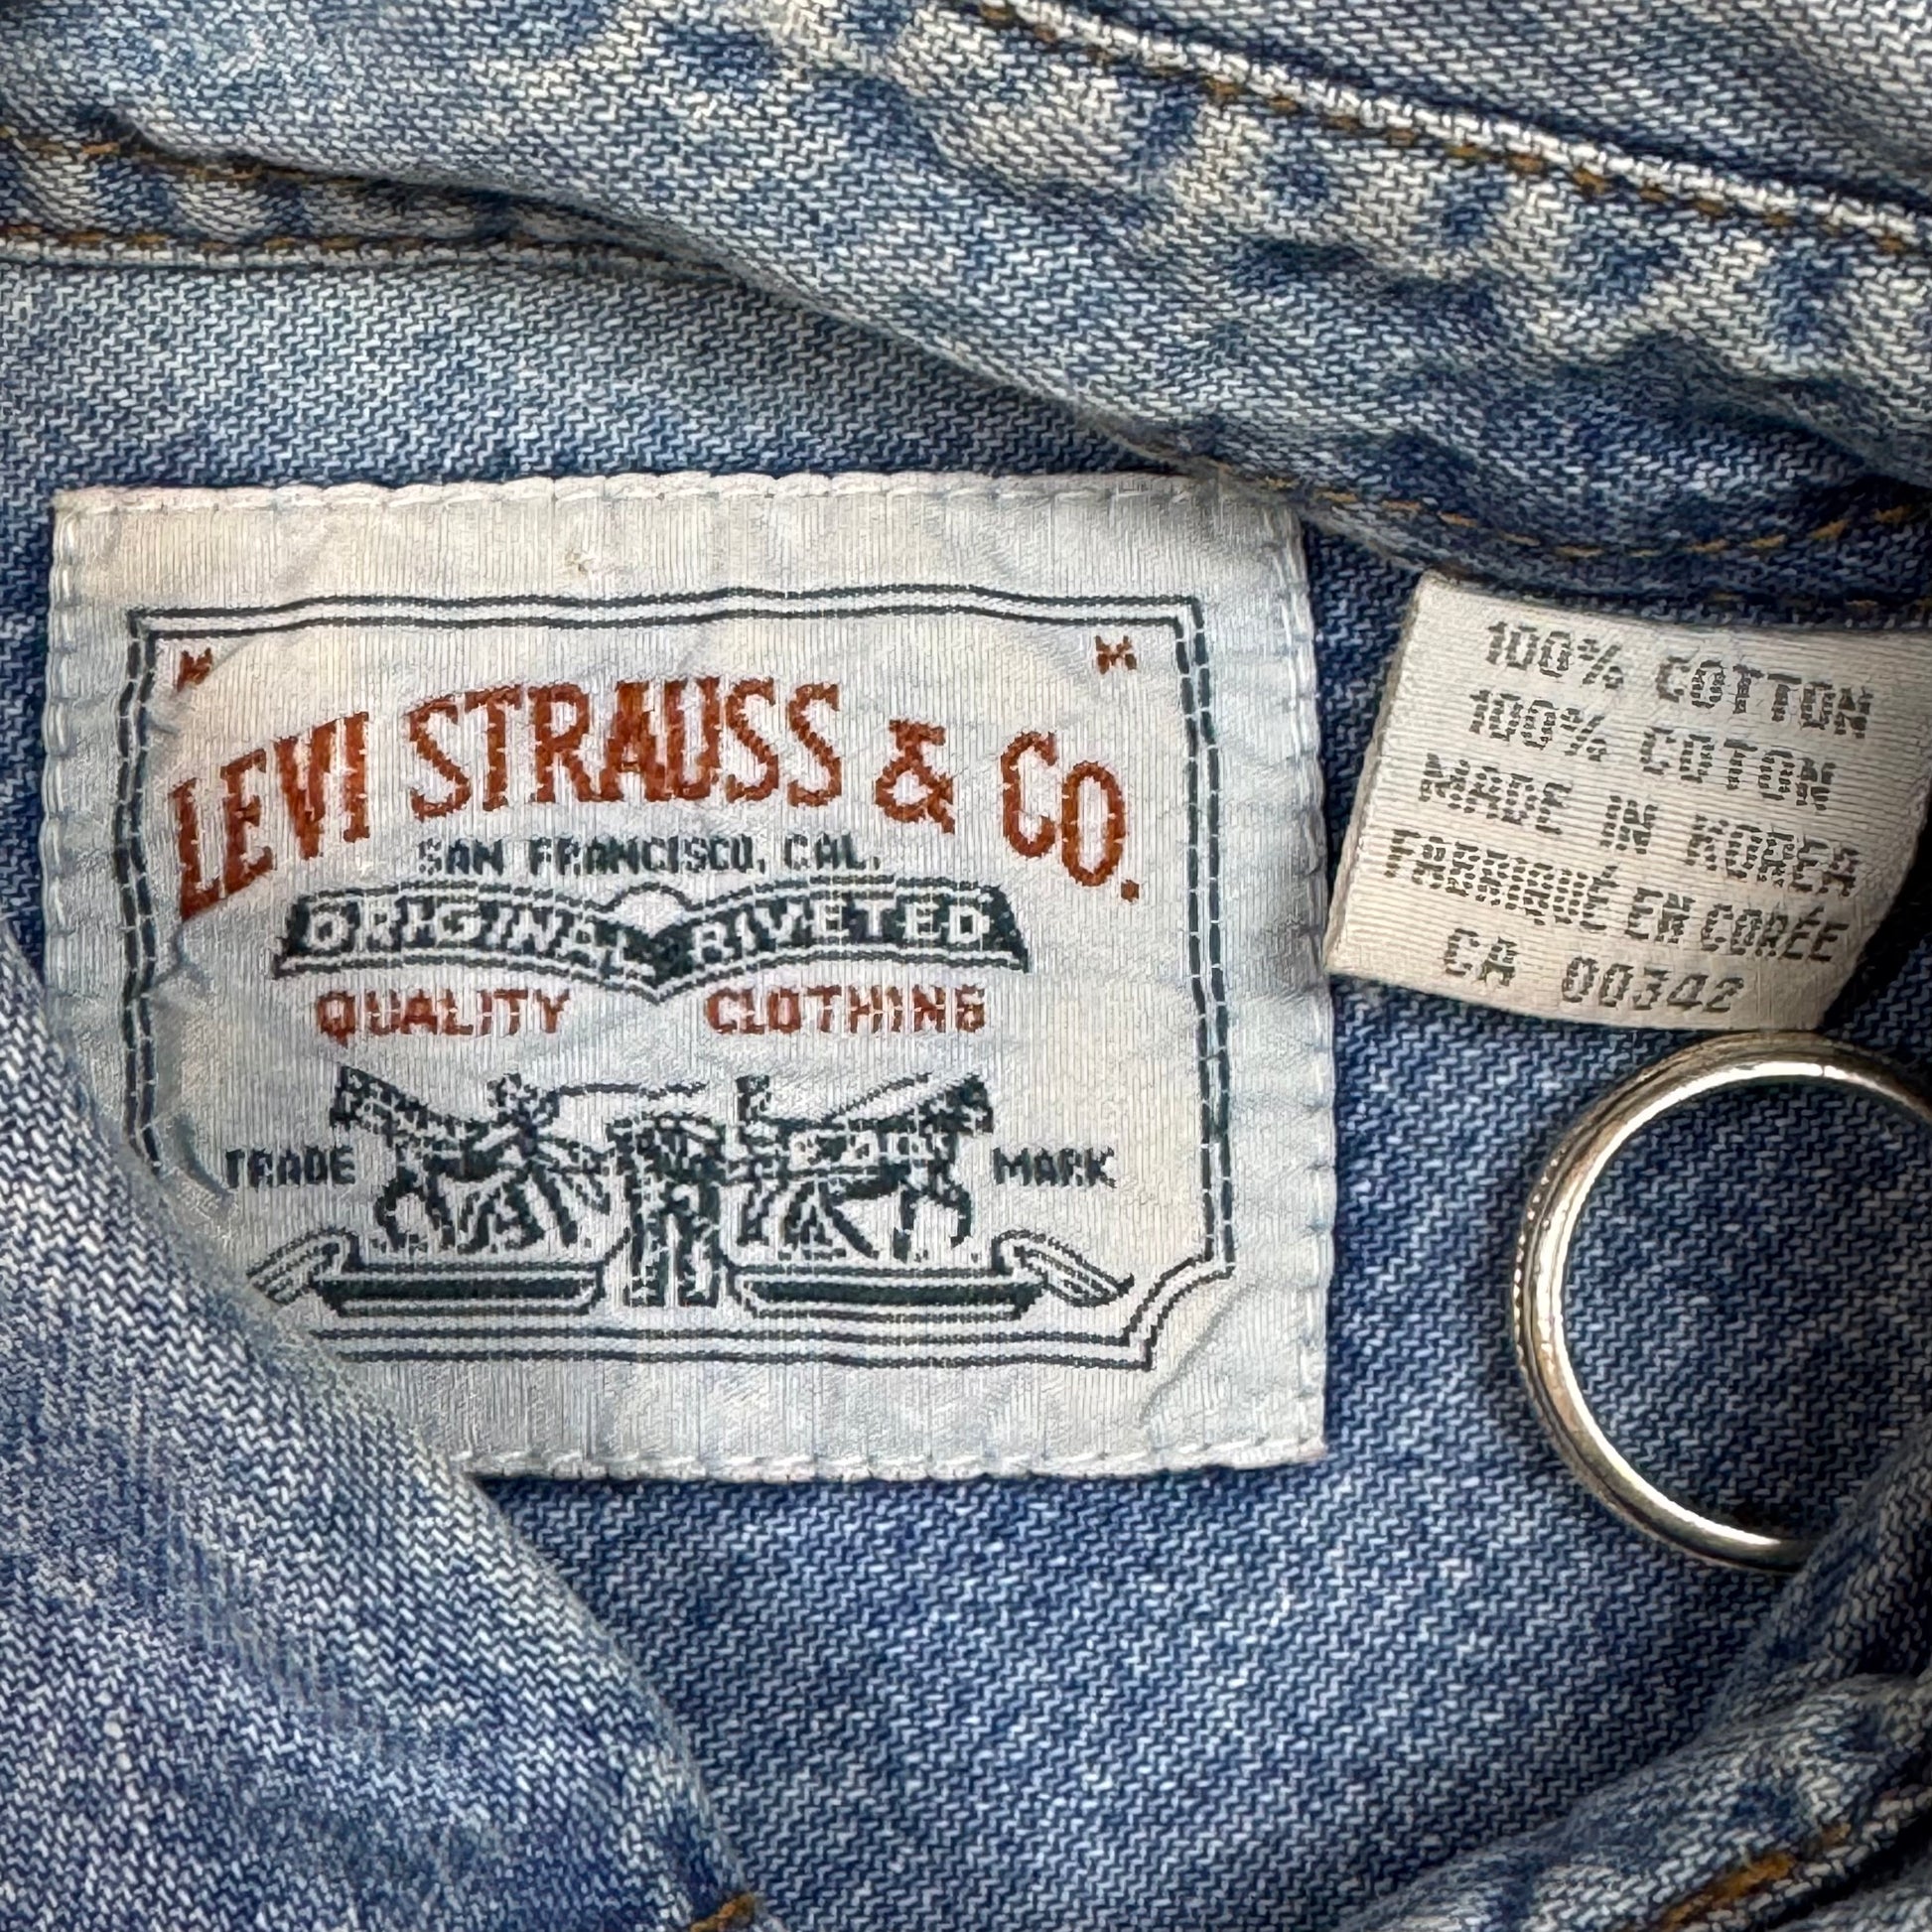 M M
LEVI STRAUSS & CO.
SAN FRANCISCO, CAL.
ORIGINAL RIVETED
QUALITY CLOTHING
TRADE MARK
100% COTTON
100% COTON
MADE IN KOREA
FABRIQUÉ EN CORÉE
CA 00342